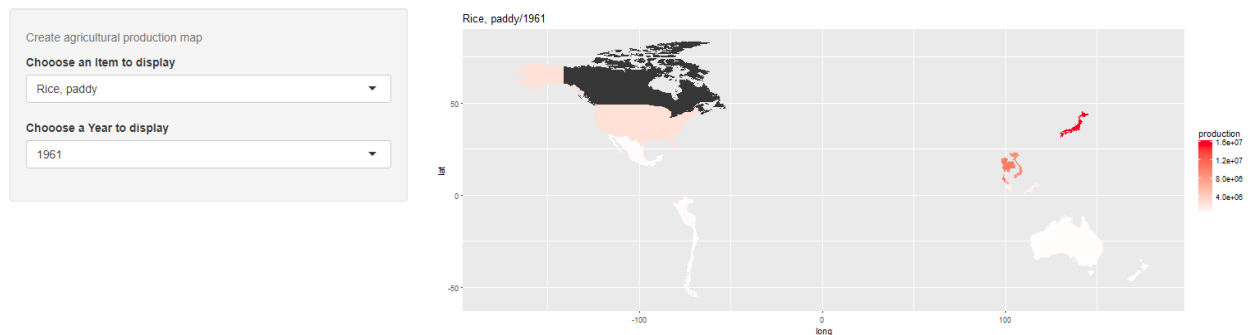 Create agricultural production map
Chooose an Item to display
Rice, paddy
Chooose a Year to display
1961
Rice, paddy/1961
50
0
-50
lat
-100
0
100
long
production
1.6e+07
1.2e+07
8.0e+06
4.0e+06